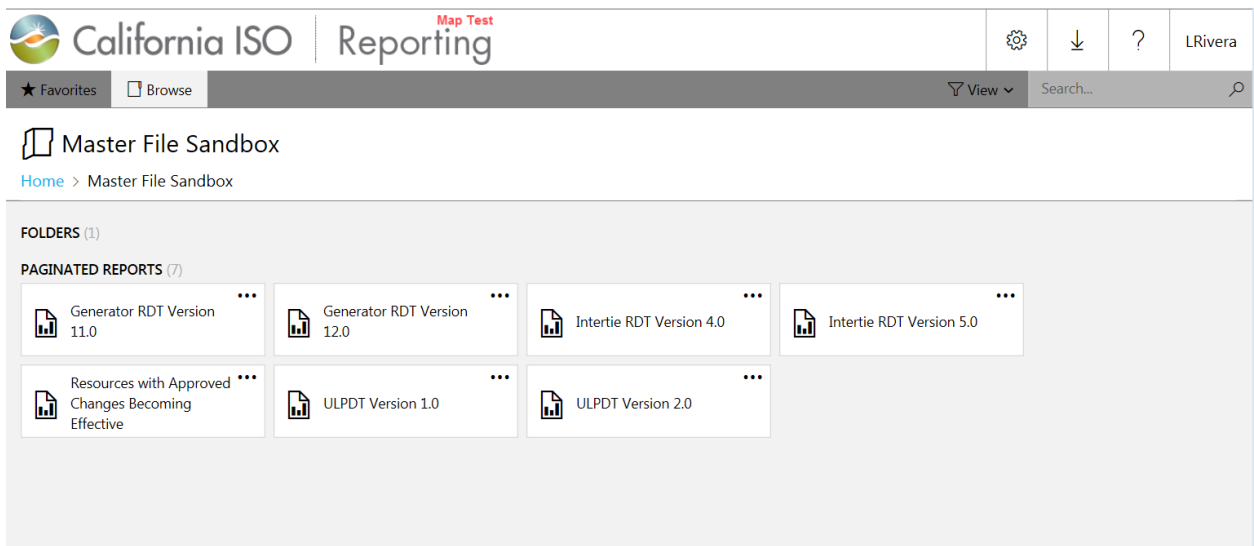 Map Test
California ISO Reporting
LRivera
Favorites Browse View Search...
Master File Sandbox
Home > Master File Sandbox
FOLDERS (1)
PAGINATED REPORTS (7)
Generator RDT Version
11.0
Generator RDT Version
12.0
Intertie RDT Version 4.0
Intertie RDT Version 5.0
Resources with Approved
Changes Becoming
Effective
ULPDT Version 1.0
ULPDT Version 2.0